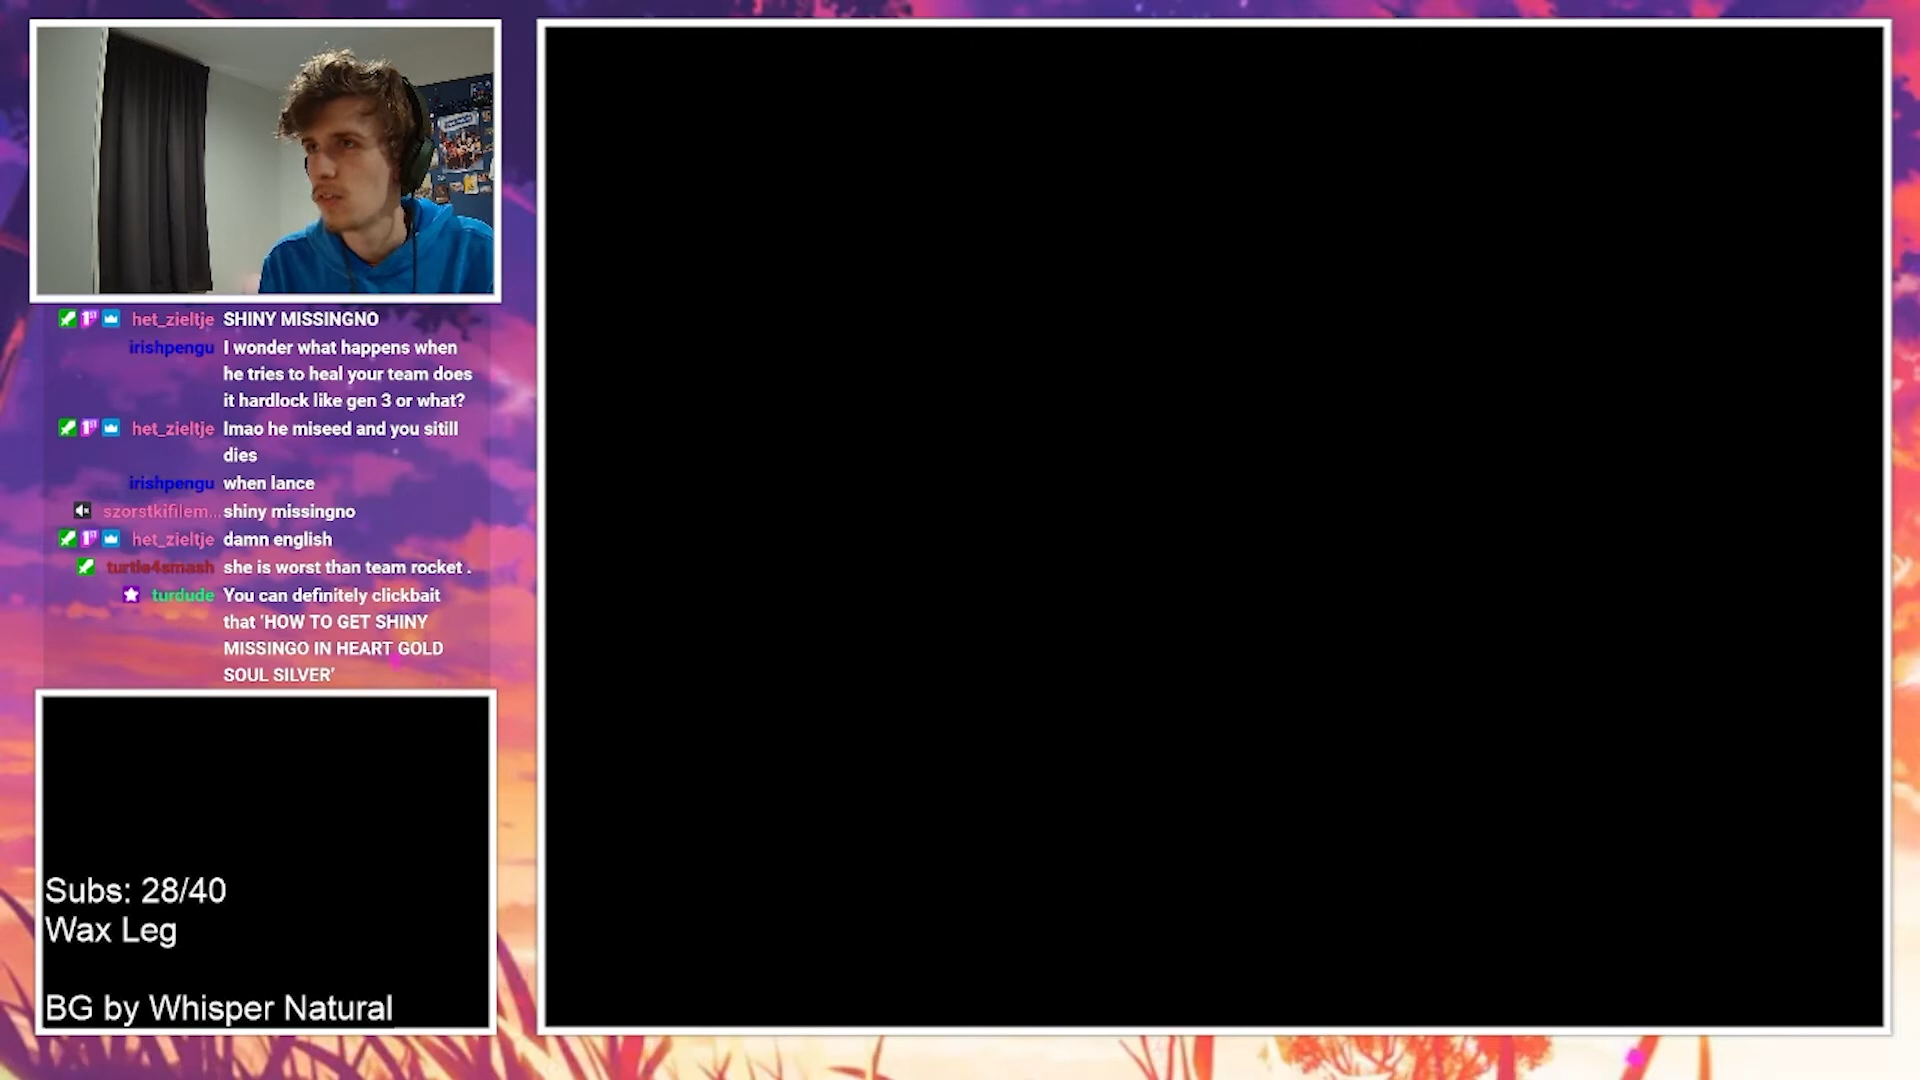 het_zieltje SHINY MISSINGNO
irishpengu I wonder what happens when
he tries to heal your team does
it hardlock like gen 3 or what?
het_zieltje lmao he miseed and you sitill
dies
irishpengu when lance
szorstkifilem... shiny missingno
het_zieltje damn english
turtle4smash she is worst than team rocket .
turdude You can definitely clickbait
that 'HOW TO GET SHINY
MISSINGO IN HEART GOLD
SOUL SILVER'
Subs: 28/40
Wax Leg
BG by Whisper Natural